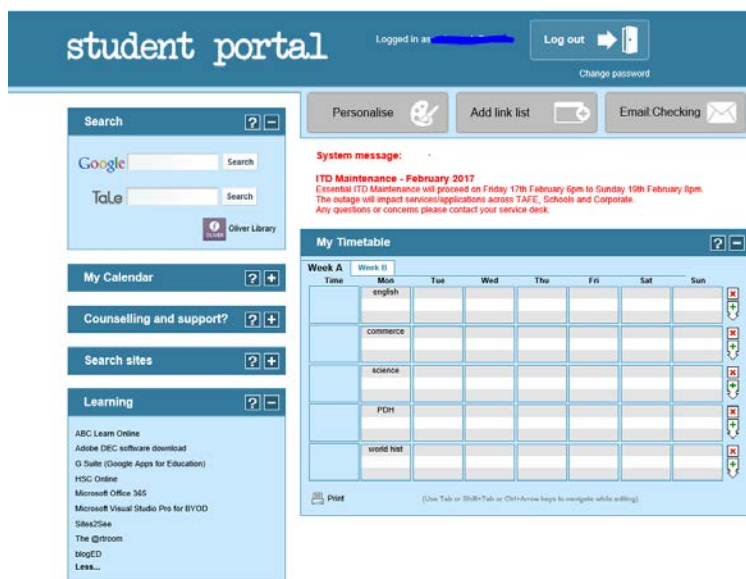 student portal
Logged in as
Log out
Change password
Search
Google
Search
TaLe
Search
OLIVER
Oliver Library
My Calendar
Counselling and support?
Search sites
Learning
ABC Learn Online
Adobe DEC software download
G Suite (Google Apps for Education)
HSC Online
Microsoft Office 365
Microsoft Visual Studio Pro for BYOD
Sites2See
The @rtroom
blogED
Less...
Personalise
Add link list
Email Checking
System message:
ITD Maintenance - February 2017
Essential ITD Maintenance will proceed on Friday 17th February 6pm to Sunday 19th February 8pm.
The outage will impact services/applications across TAFE, Schools and Corporate.
Any questions or concerns please contact your service desk.
My Timetable
Week A Week B
Time Mon Tue Wed Thu Fri Sat Sun
english
commerce
science
PDH
world hist
Print
(Use Tab or Shift+Tab or Ctrl+Arrow keys to navigate while editing)